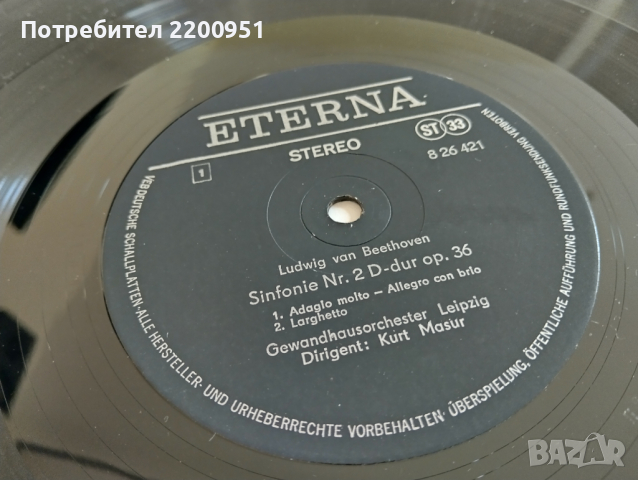 Потребител 2200951
ETERNA
STEREO
ST 33
8 26 421
1
Ludwig van Beethoven
Sinfonie Nr. 2 D-dur op. 36
1. Adagio molto – Allegro con brio
2. Larghetto
Gewandhausorchester Leipzig
Dirigent: Kurt Masur
VEB DEUTSCHE SCHALLPLATTEN · ALLE HERSTELLER- UND URHEBERRECHTE VORBEHALTEN · ÜBERSPIELUNG, ÖFFENTLICHE AUFFÜHRUNG UND RUNDFUNKSENDUNG VERBOTEN
BAZAR